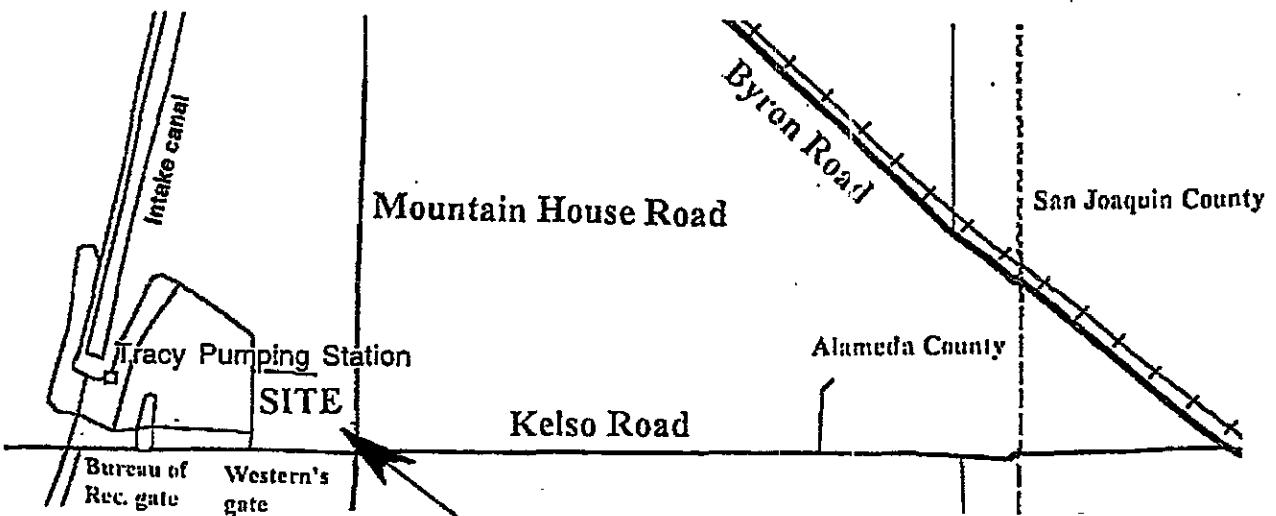 Intake canal
Byron Road
Mountain House Road
San Joaquin County
Tracy Pumping Station
Alameda County
SITE
Kelso Road
Bureau of
Rec. gate
Western's
gate